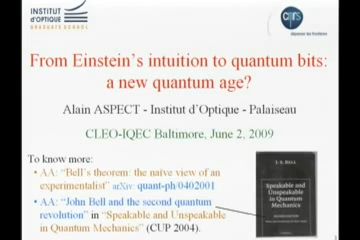 INSTITUT
d'OPTIQUE
GRADUATE SCHOOL
cnrs
From Einstein's intuition to quantum bits:
a new quantum age?
Alain ASPECT - Institut d'Optique - Palaiseau
CLEO-IQEC Baltimore, June 2, 2009
To know more:
• AA: "Bell's theorem: the naïve view of an
experimentalist" arXiv: quant-ph/0402001
• AA: "John Bell and the second quantum
revolution" in "Speakable and Unspeakable
in Quantum Mechanics" (CUP 2004).
J. S. BELL
Speakable and
Unspeakable
in Quantum
Mechanics